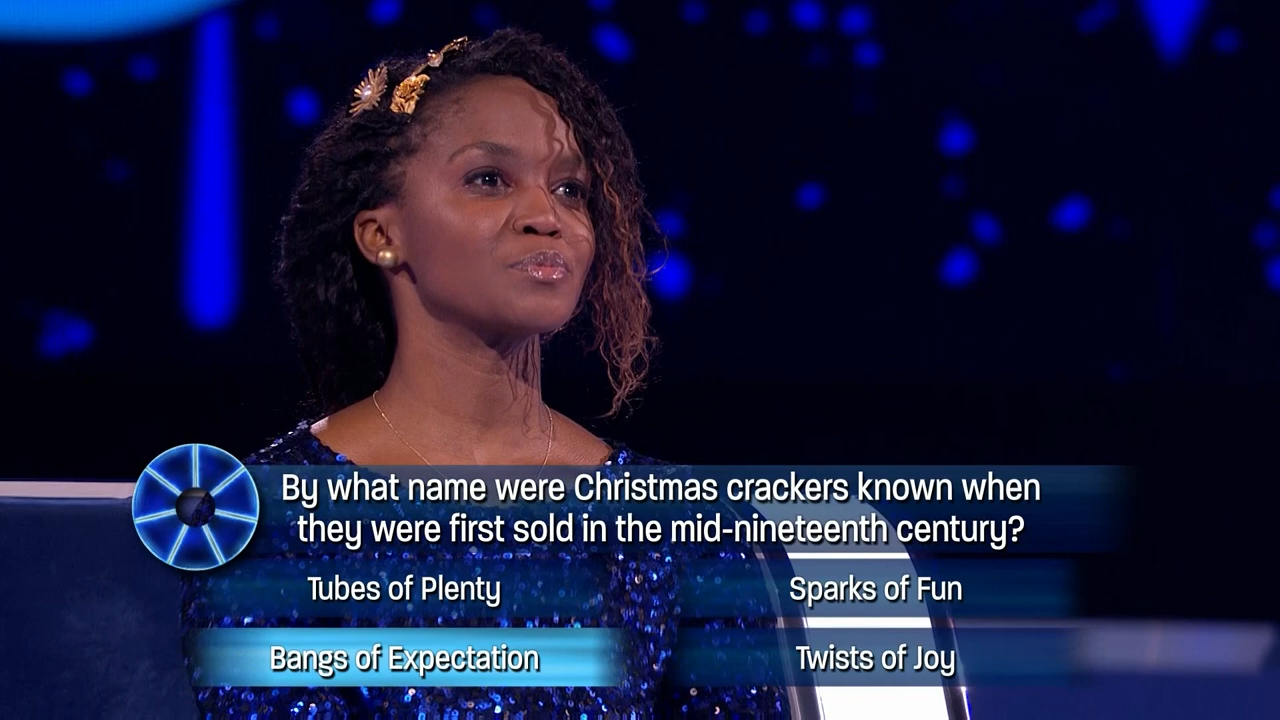 By what name were Christmas crackers known when
they were first sold in the mid-nineteenth century?
Tubes of Plenty
Sparks of Fun
Bangs of Expectation
Twists of Joy